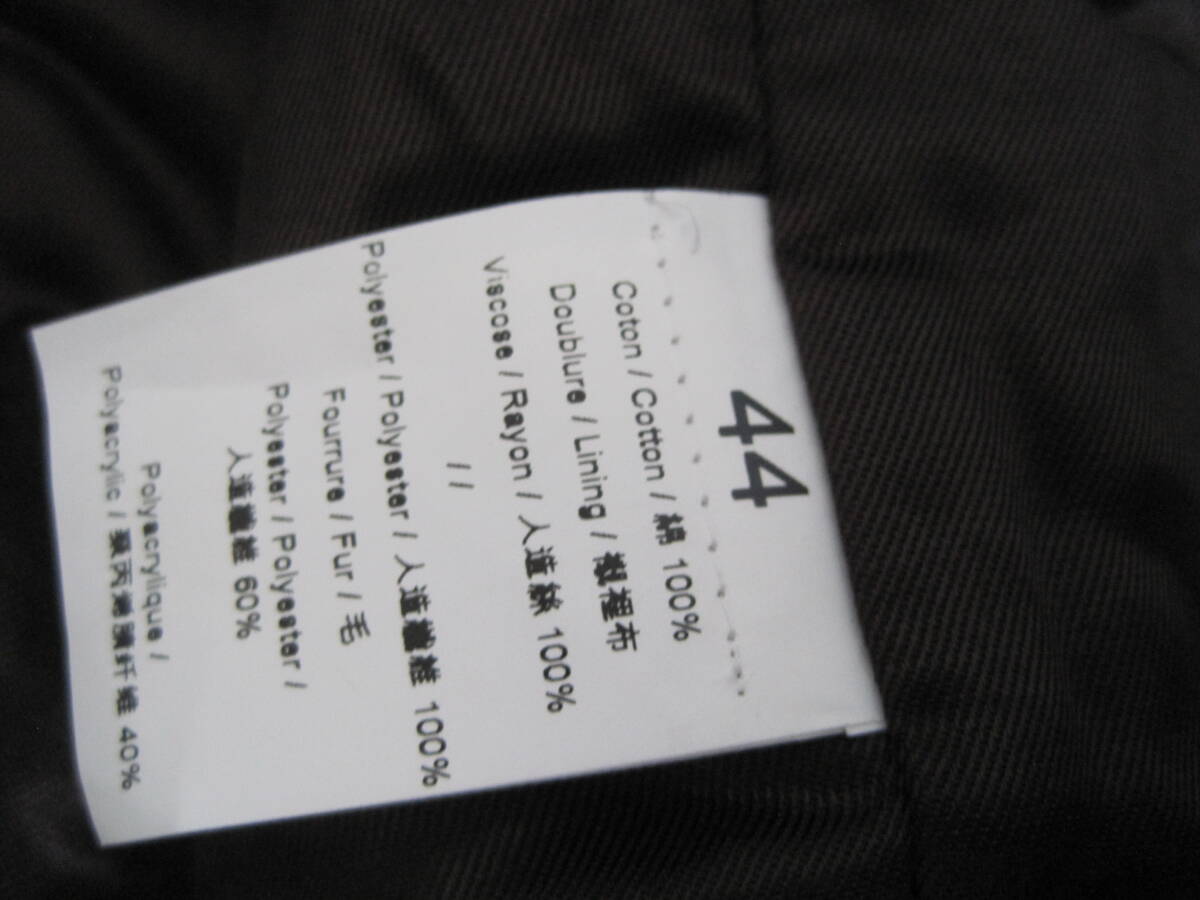 44
Coton / Cotton / 綿 100%
Doublure / Lining / 襯裡布
Viscose / Rayon / 人造絲 100%
//
Polyester / Polyester / 人造纖維 100%
Fourrure / Fur / 毛
Polyester / Polyester /
人造纖維 60%
Polyacrylique /
Polyacrylic / 聚丙烯腈纤维 40%